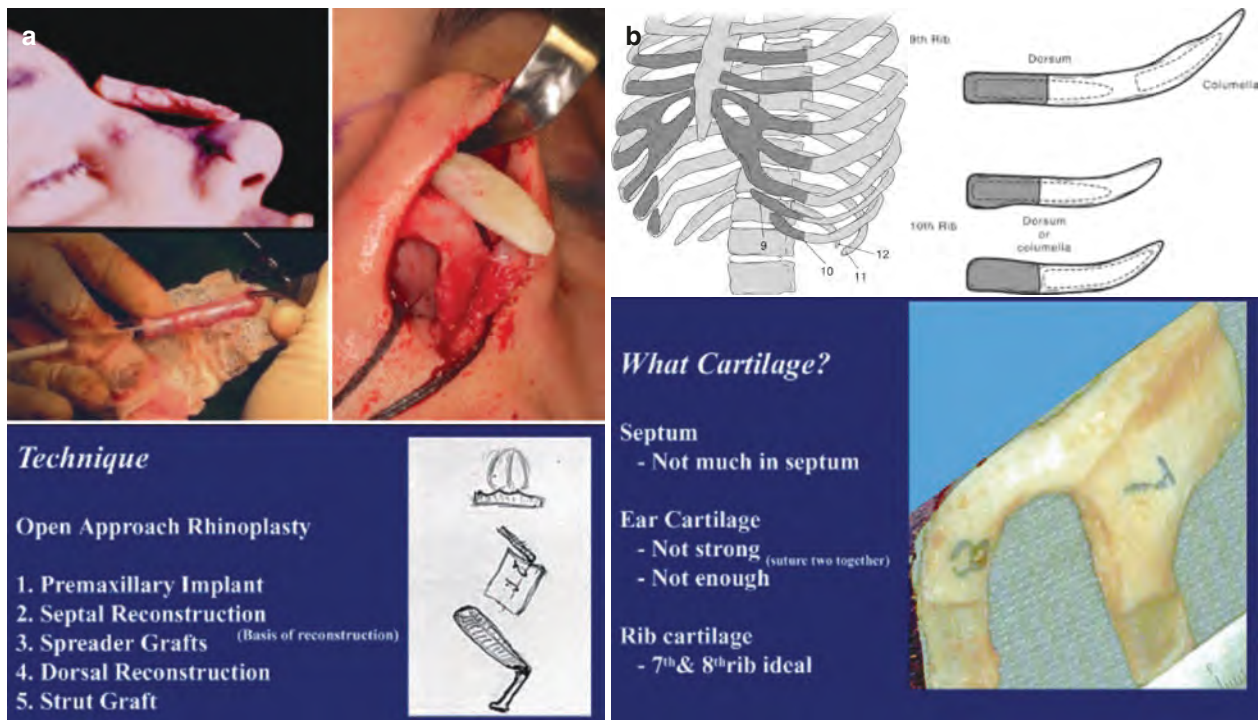 a
Technique
Open Approach Rhinoplasty
1. Premaxillary Implant
2. Septal Reconstruction
3. Spreader Grafts (Basis of reconstruction)
4. Dorsal Reconstruction
5. Strut Graft
b
9
10
11
12
9th Rib
Dorsum
Columella
10th Rib
Dorsum
or
columella
What Cartilage?
Septum
- Not much in septum
Ear Cartilage
- Not strong (suture two together)
- Not enough
Rib cartilage
- 7th & 8th rib ideal
8
7